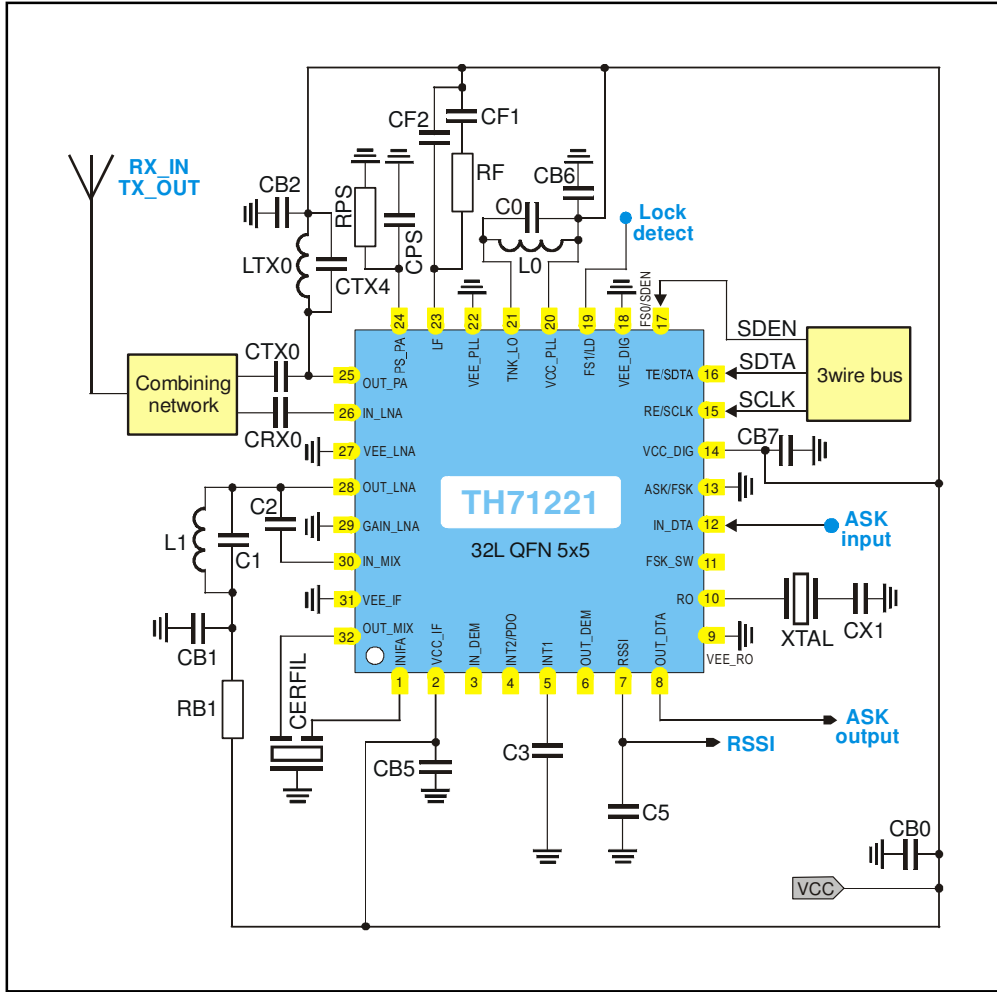 CF2
CF1
RX_IN
TX_OUT
CB2
RPS
CPS
RF
CB6
C0
L0
Lock
detect
LTX0
CTX4
24
23
22
21
20
19
18
17
PS_PA
LF
VEE_PLL
TNK_LO
VCC_PLL
FS1/LD
VEE_DIG
FS0/SDEN
SDEN
SDTA
SCLK
3wire bus
Combining
network
CTX0
CRX0
25
OUT_PA
26
IN_LNA
27
VEE_LNA
28
OUT_LNA
29
GAIN_LNA
30
IN_MIX
31
VEE_IF
32
OUT_MIX
TE/SDTA
16
RE/SCLK
15
VCC_DIG
14
CB7
ASK/FSK
13
IN_DTA
12
ASK
input
FSK_SW
11
RO
10
XTAL
CX1
9
VEE_RO
TH71221
32L QFN 5x5
L1
C1
C2
CB1
RB1
CERFIL
INIFA
VCC_IF
IN_DEM
INT2/PDO
INT1
OUT_DEM
RSSI
OUT_DTA
1
2
3
4
5
6
7
8
CB5
C3
C5
RSSI
ASK
output
CB0
VCC